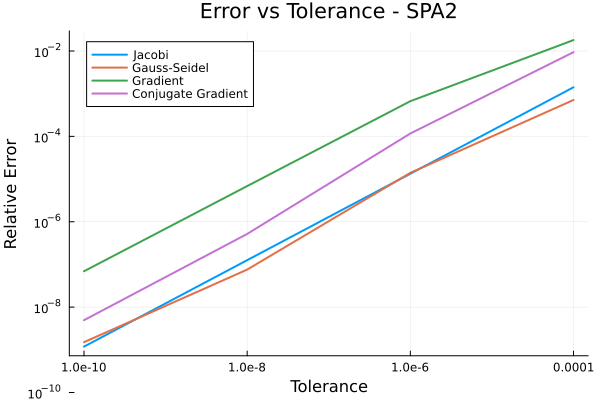 Error vs Tolerance - SPA2
Jacobi
Gauss-Seidel
Gradient
Conjugate Gradient
Relative Error
10⁻²
10⁻⁴
10⁻⁶
10⁻⁸
10⁻¹⁰
1.0e-10
1.0e-8
1.0e-6
0.0001
Tolerance